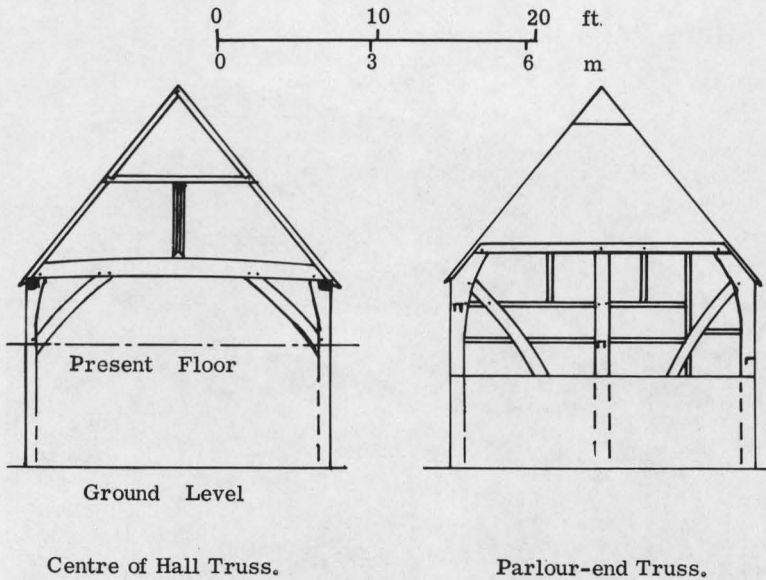 0 10 20 ft.
0 3 6 m
Present Floor
Ground Level
Centre of Hall Truss.
Parlour-end Truss.